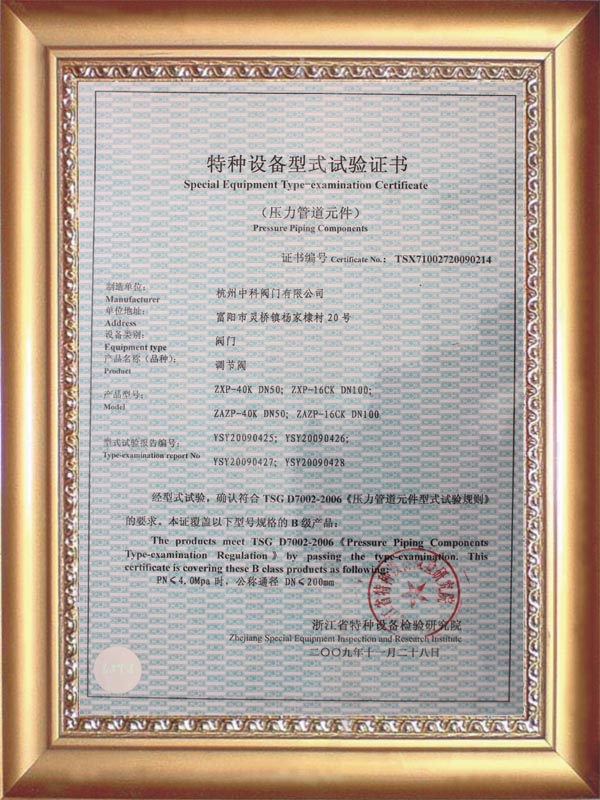 特种设备型式试验证书
Special Equipment Type-examination Certificate
（压力管道元件）
Pressure Piping Components
证书编号 Certificate No.: TSX71002720090214
制造单位: 杭州中科阀门有限公司
Manufacturer
单位地址: 富阳市灵桥镇杨家橑村20号
Address
设备类别: 阀门
Equipment type
产品名称（品种）: 调节阀
Product
产品型号: ZXP-40K DN50; ZXP-16CK DN100;
Model ZAZP-40K DN50; ZAZP-16CK DN100
型式试验报告编号: YSY20090425; YSY20090426;
Type-examination report No YSY20090427; YSY20090428
经型式试验，确认符合 TSG D7002-2006《压力管道元件型式试验规则》
的要求。本证覆盖以下型号规格的 B 级产品:
The products meet TSG D7002-2006《Pressure Piping Components
Type-examination Regulation》by passing the type-examination. This
certificate is covering these B class products as following:
PN≤4.0Mpa 时, 公称通径 DN≤200mm
浙江省特种设备检验研究院
Zhejiang Special Equipment Inspection and Research Institute
二〇〇九年十一月二十八日